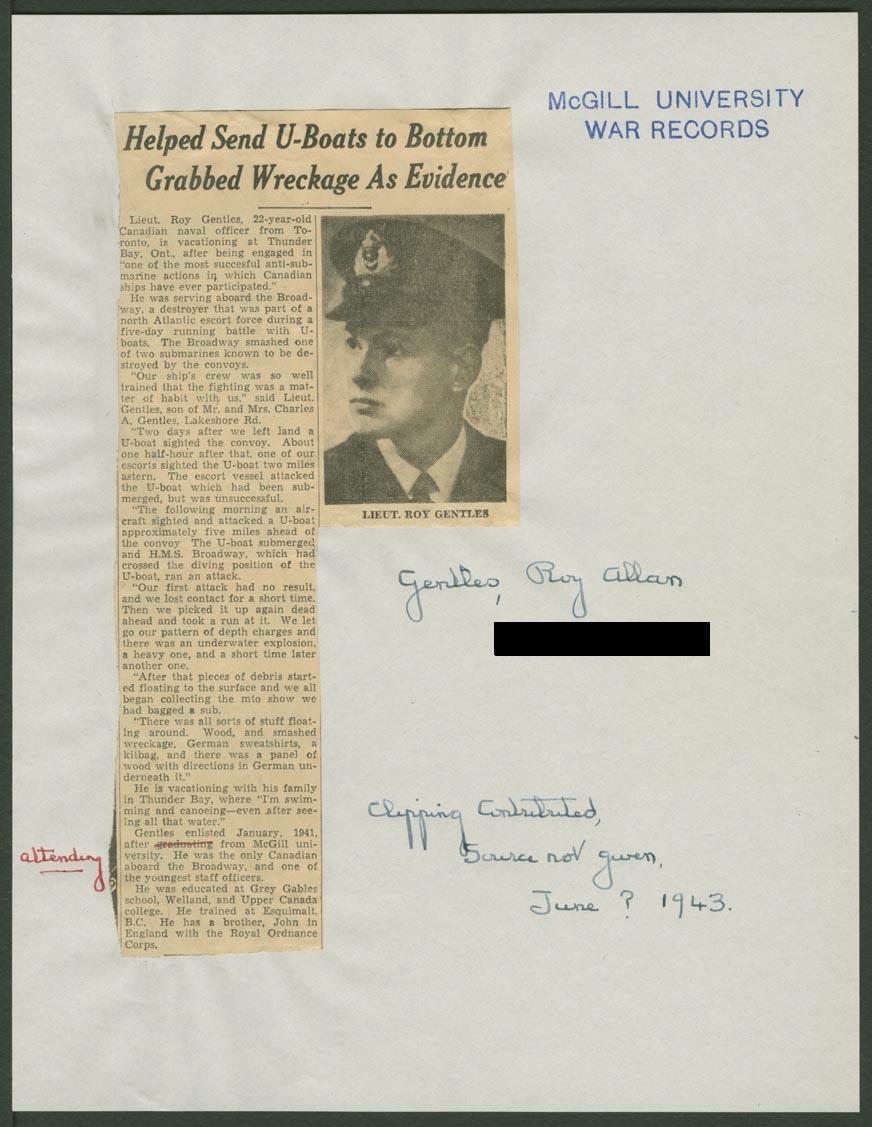 McGILL UNIVERSITY
WAR RECORDS
Helped Send U-Boats to Bottom
Grabbed Wreckage As Evidence
Lieut. Roy Gentles, 22-year-old
Canadian naval officer from To-
ronto, is vacationing at Thunder
Bay, Ont., after being engaged in
"one of the most succesful anti-sub-
marine actions in which Canadian
ships have ever participated."
He was serving aboard the Broad-
way, a destroyer that was part of a
north Atlantic escort force during a
five-day running battle with U-
boats. The Broadway smashed one
of two submarines known to be de-
stroyed by the convoys.
"Our ship's crew was so well
trained that the fighting was a mat-
ter of habit with us," said Lieut.
Gentles, son of Mr. and Mrs. Charles
A. Gentles, Lakeshore Rd.
"Two days after we left land a
U-boat sighted the convoy. About
one half-hour after that, one of our
escorts sighted the U-boat two miles
astern. The escort vessel attacked
the U-boat which had been sub-
merged, but was unsuccessful.
"The following morning an air-
craft sighted and attacked a U-boat
approximately five miles ahead of
the convoy The U-boat submerged
and H.M.S. Broadway, which had
crossed the diving position of the
U-boat, ran an attack.
"Our first attack had no result,
and we lost contact for a short time.
Then we picked it up again dead
ahead and took a run at it. We let
go our pattern of depth charges and
there was an underwater explosion,
a heavy one, and a short time later
another one.
"After that pieces of debris start-
ed floating to the surface and we all
began collecting the mto show we
had bagged a sub.
"There was all sorts of stuff float-
ing around. Wood, and smashed
wreckage, German sweatshirts, a
kitbag, and there was a panel of
wood with directions in German un-
derneath it."
He is vacationing with his family
in Thunder Bay, where "I'm swim-
ming and canoeing—even after see-
ing all that water."
Gentles enlisted January, 1941,
after graduating from McGill uni-
versity. He was the only Canadian
aboard the Broadway, and one of
the youngest staff officers.
He was educated at Grey Gables
school, Welland, and Upper Canada
college. He trained at Esquimalt,
B.C. He has a brother, John in
England with the Royal Ordnance
Corps.
attending
LIEUT. ROY GENTLES
Gentles, Roy Allan
Clipping Contributed,
Source not given,
June ? 1943.